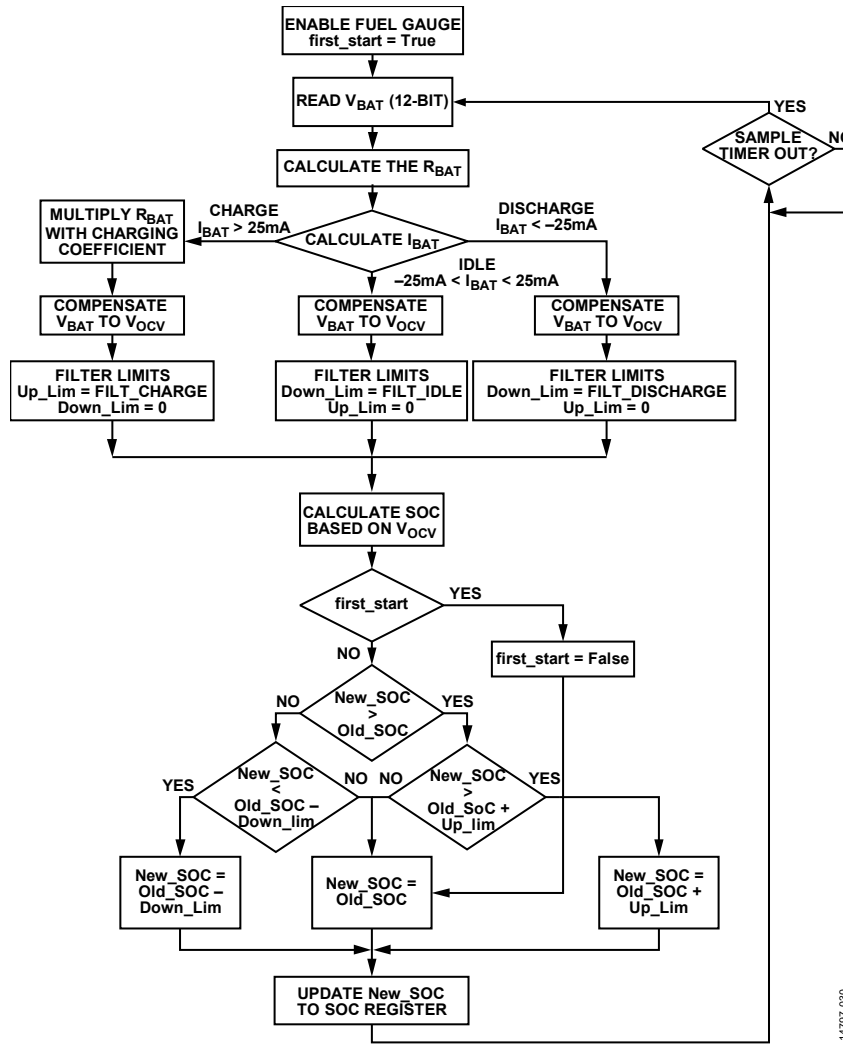 ENABLE FUEL GAUGE
first_start = True
READ VBAT (12-BIT)
YES
SAMPLE
TIMER OUT?
CALCULATE THE RBAT
MULTIPLY RBAT
WITH CHARGING
COEFFICIENT
CHARGE
IBAT > 25mA
CALCULATE IBAT
DISCHARGE
IBAT < –25mA
IDLE
–25mA < IBAT < 25mA
COMPENSATE
VBAT TO VOCV
COMPENSATE
VBAT TO VOCV
COMPENSATE
VBAT TO VOCV
FILTER LIMITS
Up_Lim = FILT_CHARGE
Down_Lim = 0
FILTER LIMITS
Down_Lim = FILT_IDLE
Up_Lim = 0
FILTER LIMITS
Down_Lim = FILT_DISCHARGE
Up_Lim = 0
CALCULATE SOC
BASED ON VOCV
first_start
YES
NO
first_start = False
NO
New_SOC
>
Old_SOC
YES
YES
New_SOC
<
Old_SOC –
Down_lim
NO
NO
New_SOC
>
Old_SoC +
Up_lim
YES
New_SOC =
Old_SOC –
Down_Lim
New_SOC =
Old_SOC
New_SOC =
Old_SOC +
Up_Lim
UPDATE New_SOC
TO SOC REGISTER